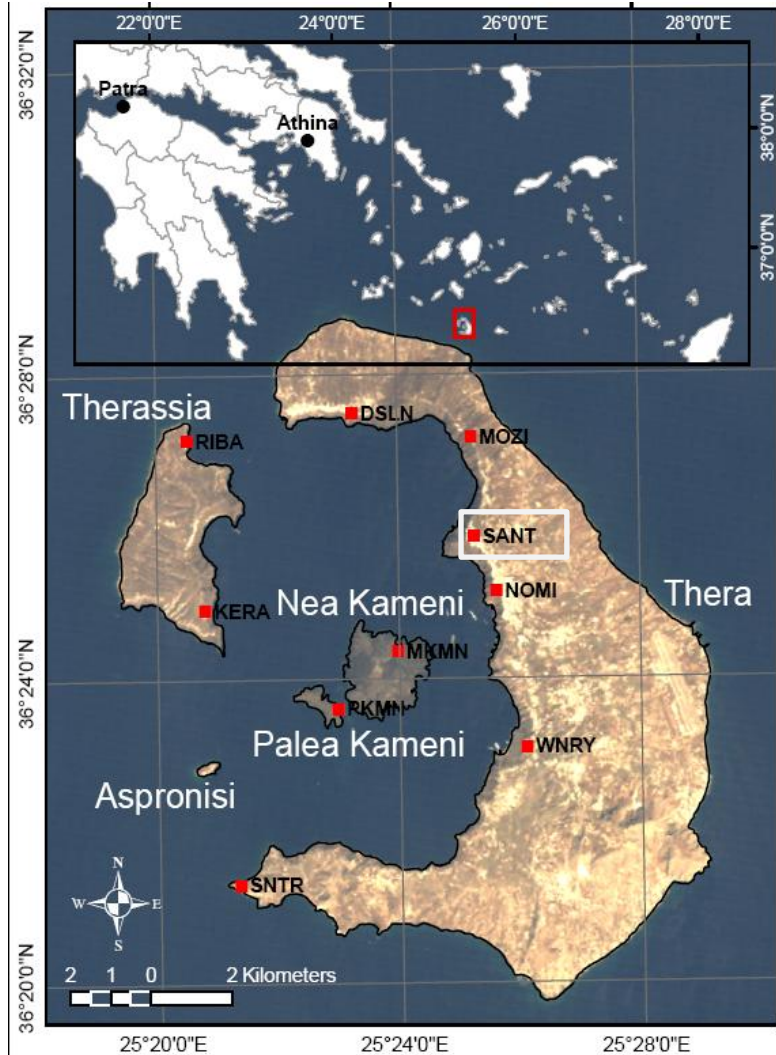 22°0'0"E 24°0'0"E 26°0'0"E 28°0'0"E
36°32'0"N
Patra
Athina
38°0'0"N
37°0'0"N
36°28'0"N
Therassia
DSLN
RIBA
MOZI
SANT
NOMI
Thera
KERA
Nea Kameni
MKMN
36°24'0"N
PKMN
Palea Kameni
WNRY
Aspronisi
SNTR
N
W E
S
2 1 0 2 Kilometers
36°20'0"N
25°20'0"E 25°24'0"E 25°28'0"E